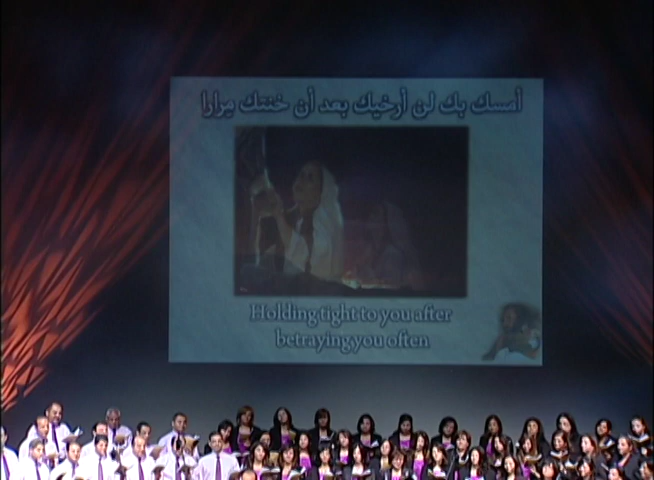 أمسك بك لن أرخيك بعد أن خنتك مرارا
Holding tight to you after
betraying you often